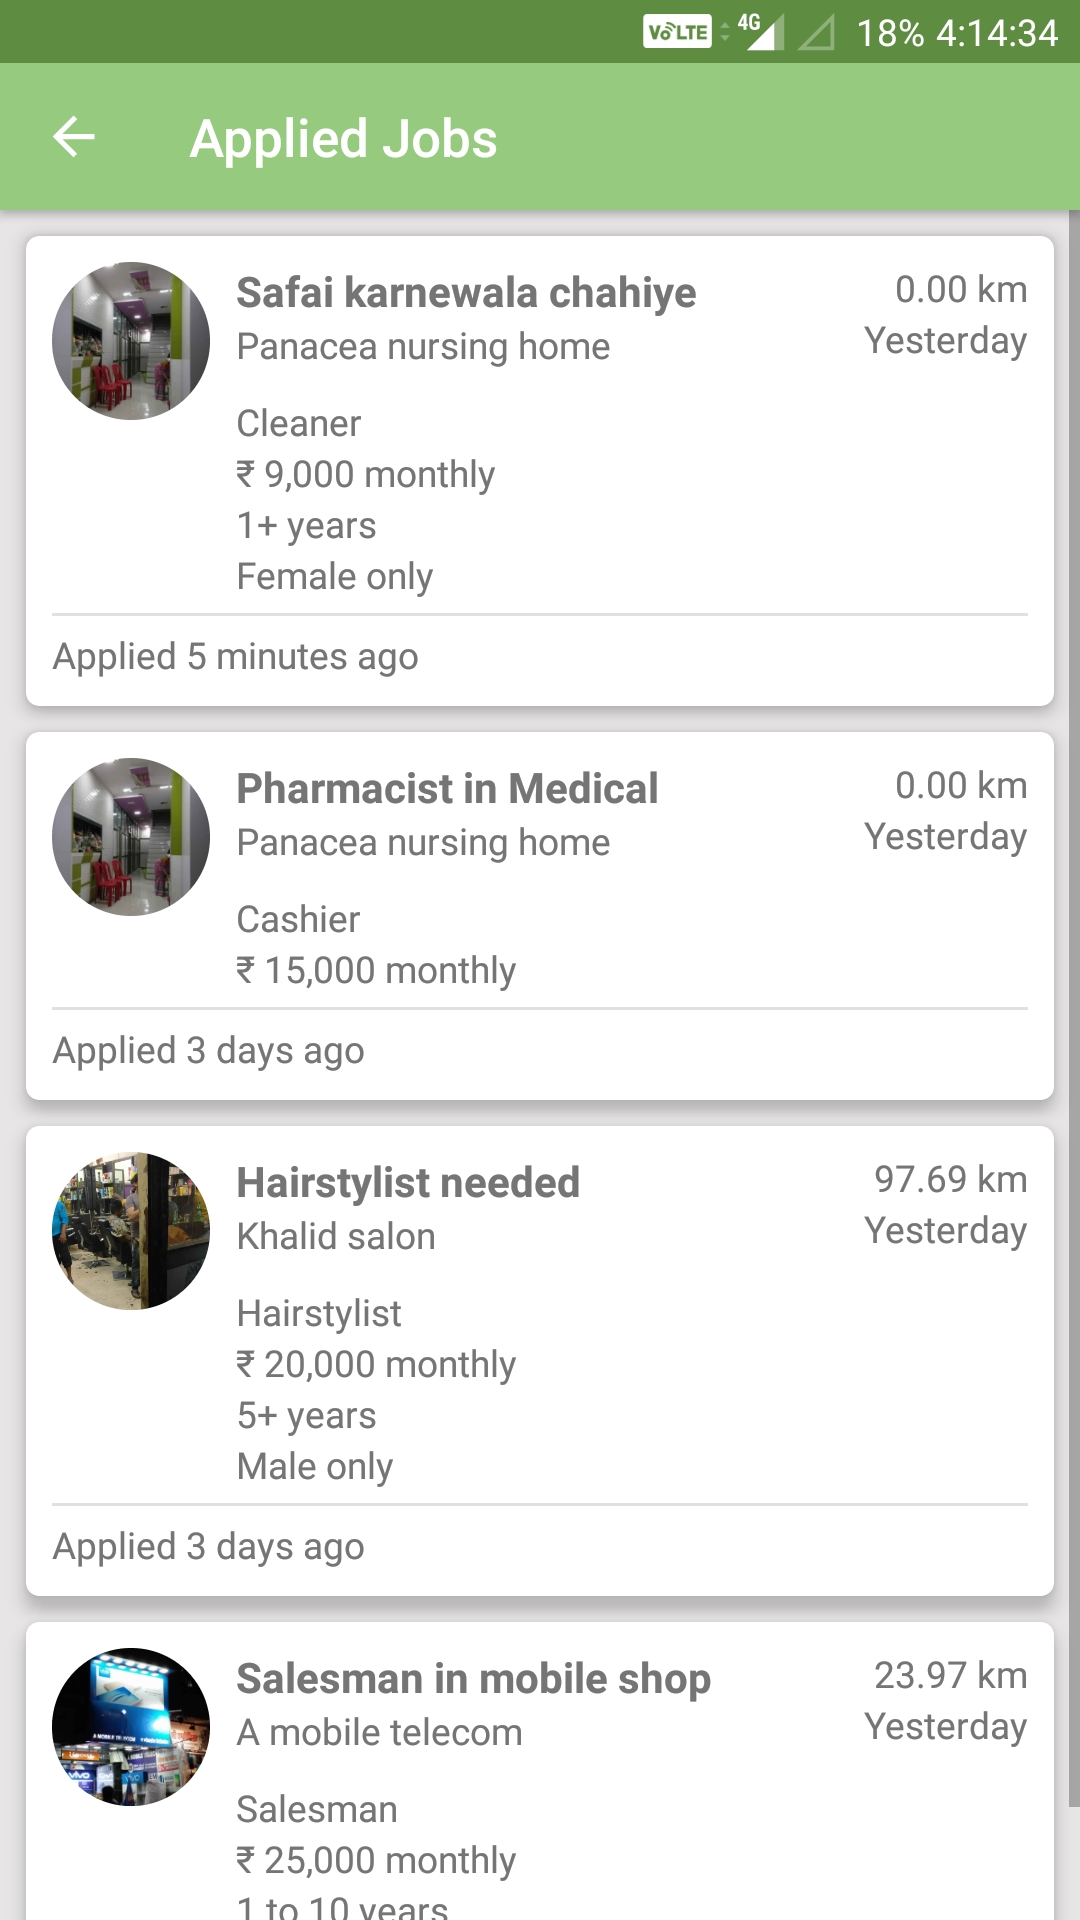 VoLTE 4G 18% 4:14:34
Applied Jobs
Safai karnewala chahiye 0.00 km
Panacea nursing home Yesterday
Cleaner
₹ 9,000 monthly
1+ years
Female only
Applied 5 minutes ago
Pharmacist in Medical 0.00 km
Panacea nursing home Yesterday
Cashier
₹ 15,000 monthly
Applied 3 days ago
Hairstylist needed 97.69 km
Khalid salon Yesterday
Hairstylist
₹ 20,000 monthly
5+ years
Male only
Applied 3 days ago
Salesman in mobile shop 23.97 km
A mobile telecom Yesterday
A MOBILE TELECOM
vivo
Salesman
₹ 25,000 monthly
1 to 10 years